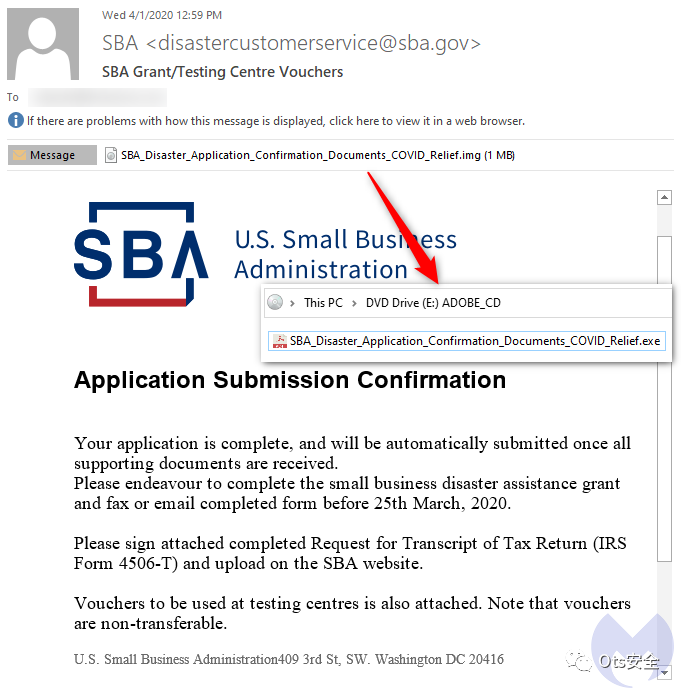 Wed 4/1/2020 12:59 PM
SBA <disastercustomerservice@sba.gov>
SBA Grant/Testing Centre Vouchers
To
If there are problems with how this message is displayed, click here to view it in a web browser.
Message
SBA_Disaster_Application_Confirmation_Documents_COVID_Relief.img (1 MB)
SBA
U.S. Small Business
Administration
This PC > DVD Drive (E:) ADOBE_CD
SBA_Disaster_Application_Confirmation_Documents_COVID_Relief.exe
Application Submission Confirmation
Your application is complete, and will be automatically submitted once all
supporting documents are received.
Please endeavour to complete the small business disaster assistance grant
and fax or email completed form before 25th March, 2020.
Please sign attached completed Request for Transcript of Tax Return (IRS
Form 4506-T) and upload on the SBA website.
Vouchers to be used at testing centres is also attached. Note that vouchers
are non-transferable.
U.S. Small Business Administration409 3rd St, SW. Washington DC 20416
Ots安全